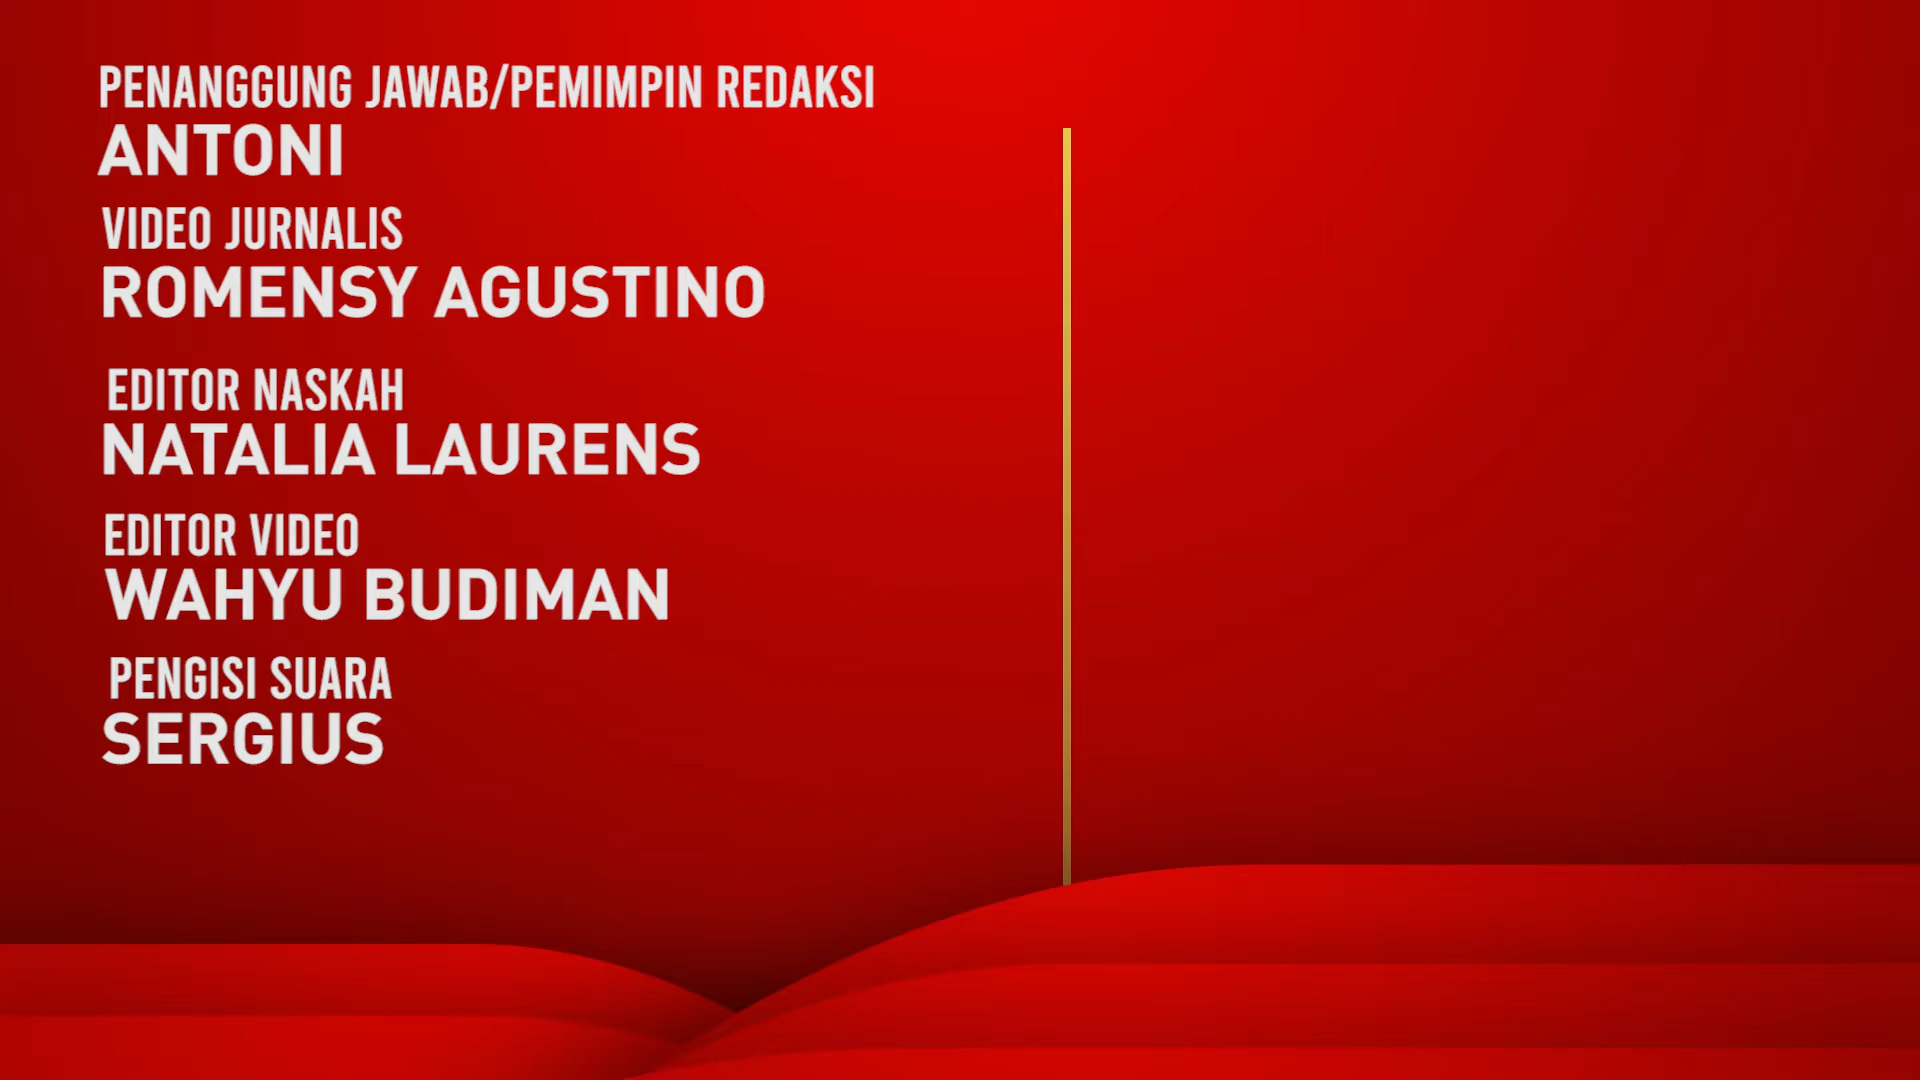 PENANGGUNG JAWAB/PEMIMPIN REDAKSI
ANTONI
VIDEO JURNALIS
ROMENSY AGUSTINO
EDITOR NASKAH
NATALIA LAURENS
EDITOR VIDEO
WAHYU BUDIMAN
PENGISI SUARA
SERGIUS